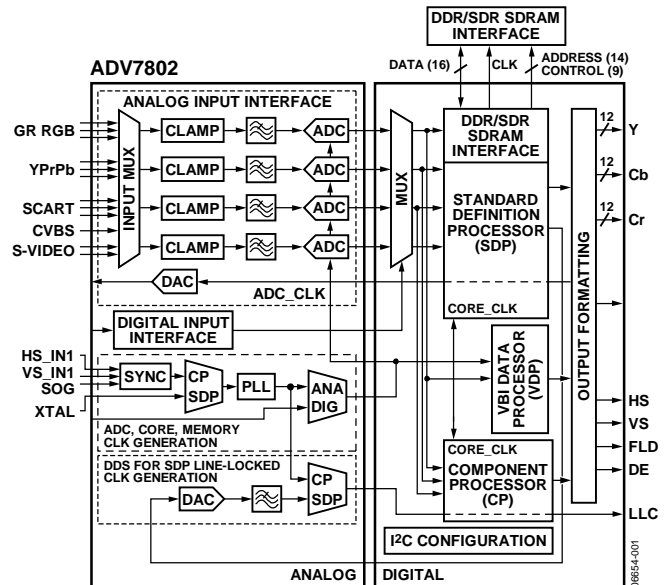 DDR/SDR SDRAM
INTERFACE
ADV7802
DATA (16)
CLK
ADDRESS (14)
CONTROL (9)
ANALOG INPUT INTERFACE
GR RGB
YPrPb
SCART
CVBS
S-VIDEO
INPUT MUX
CLAMP
ADC
CLAMP
ADC
CLAMP
ADC
CLAMP
ADC
DAC
ADC_CLK
MUX
DDR/SDR
SDRAM
INTERFACE
STANDARD
DEFINITION
PROCESSOR
(SDP)
CORE_CLK
OUTPUT FORMATTING
12
Y
12
Cb
12
Cr
DIGITAL INPUT
INTERFACE
VBI DATA
PROCESSOR
(VDP)
HS_IN1
VS_IN1
SOG
XTAL
SYNC
CP
SDP
PLL
ANA
DIG
ADC, CORE, MEMORY
CLK GENERATION
HS
VS
FLD
DE
LLC
DDS FOR SDP LINE-LOCKED
CLK GENERATION
DAC
CP
SDP
CORE_CLK
COMPONENT
PROCESSOR
(CP)
I²C CONFIGURATION
ANALOG
DIGITAL
06654-001